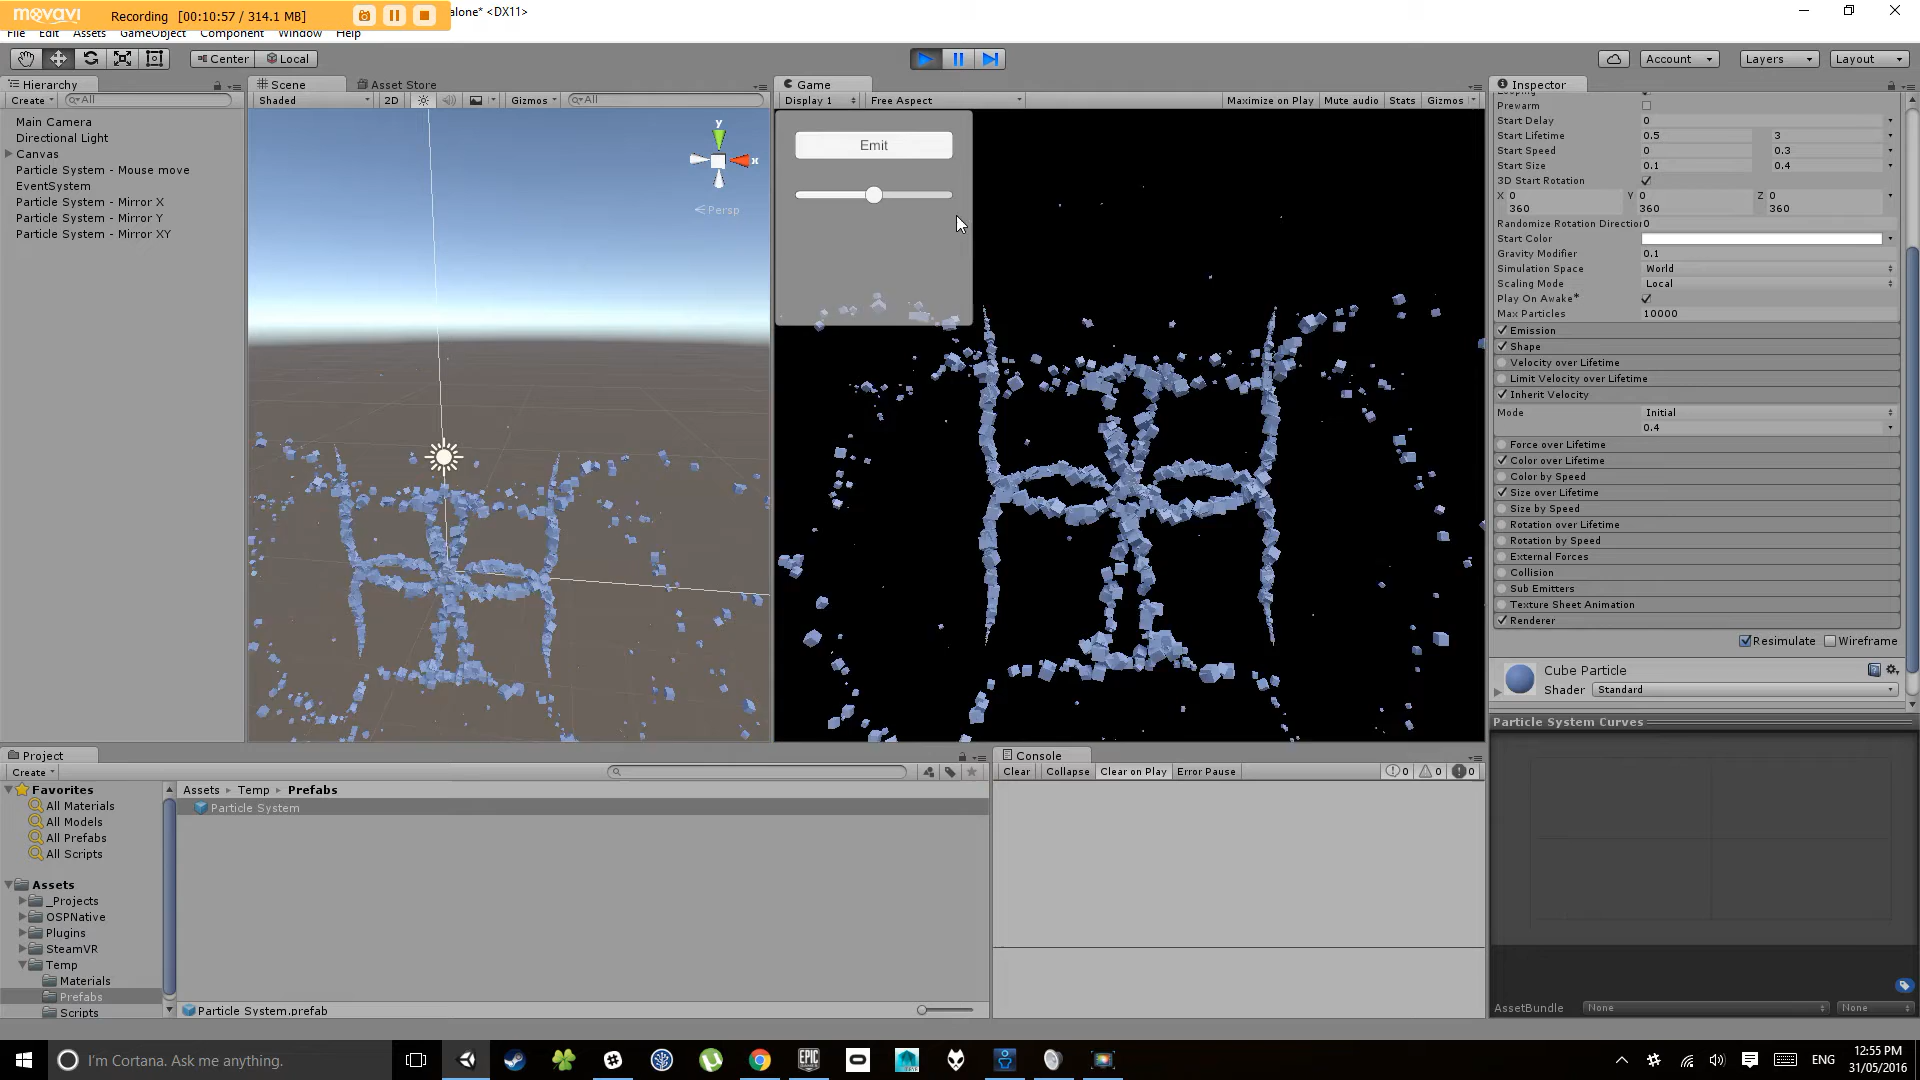 movavi Recording [00:10:57 / 314.1 MB] alone* <DX11>
File Edit Assets GameObject Component Window Help
Center Local Account Layers Layout
Hierarchy
Create All
Main Camera
Directional Light
Canvas
Particle System - Mouse move
EventSystem
Particle System - Mirror X
Particle System - Mirror Y
Particle System - Mirror XY
Scene Asset Store
Shaded 2D Gizmos All
y
x
Persp
Game
Display 1 Free Aspect Maximize on Play Mute audio Stats Gizmos
Emit
Inspector
Prewarm
Start Delay 0
Start Lifetime 0.5 3
Start Speed 0 0.3
Start Size 0.1 0.4
3D Start Rotation
X 0 Y 0 Z 0
360 360 360
Randomize Rotation Direction 0
Start Color
Gravity Modifier 0.1
Simulation Space World
Scaling Mode Local
Play On Awake*
Max Particles 10000
Emission
Shape
Velocity over Lifetime
Limit Velocity over Lifetime
Inherit Velocity
Mode Initial
0.4
Force over Lifetime
Color over Lifetime
Color by Speed
Size over Lifetime
Size by Speed
Rotation over Lifetime
Rotation by Speed
External Forces
Collision
Sub Emitters
Texture Sheet Animation
Renderer
Resimulate Wireframe
Cube Particle
Shader Standard
Particle System Curves
AssetBundle None None
Project
Create
Favorites
All Materials
All Models
All Prefabs
All Scripts
Assets
_Projects
OSPNative
Plugins
SteamVR
Temp
Materials
Prefabs
Scripts
Assets Temp Prefabs
Particle System
Particle System.prefab
Console
Clear Collapse Clear on Play Error Pause 0 0 0
I'm Cortana. Ask me anything.
EPIC
ENG
12:55 PM
31/05/2016